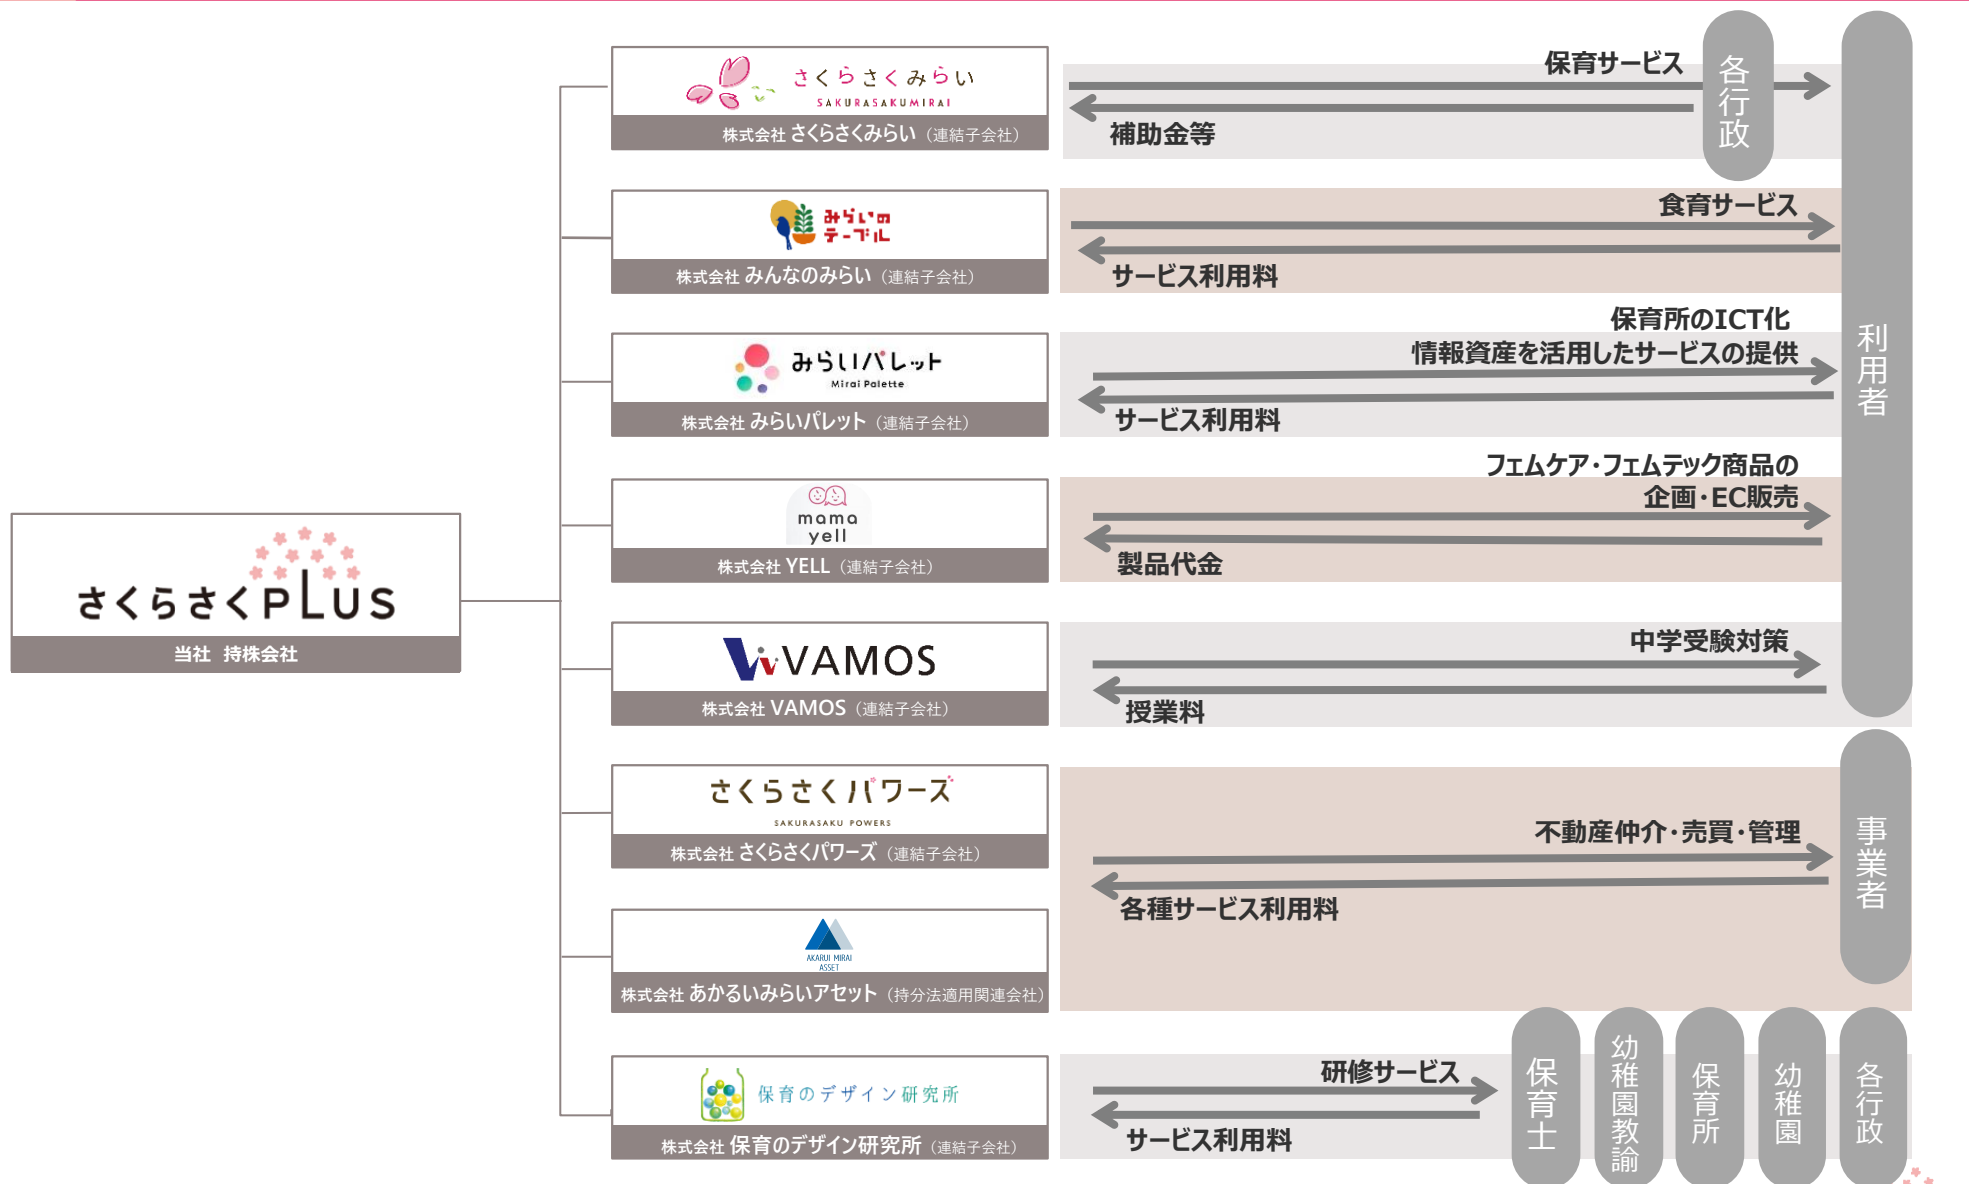 さくらさくPLUS
当社 持株会社
さくらさくみらい
SAKURASAKUMIRAI
株式会社 さくらさくみらい（連結子会社）
保育サービス
補助金等
各行政
みらいの
テーブル
株式会社 みんなのみらい（連結子会社）
食育サービス
サービス利用料
みらいパレット
Mirai Palette
株式会社 みらいパレット（連結子会社）
保育所のICT化
情報資産を活用したサービスの提供
サービス利用料
mama
yell
株式会社 YELL（連結子会社）
フェムケア・フェムテック商品の
企画・EC販売
製品代金
VAMOS
株式会社 VAMOS（連結子会社）
中学受験対策
授業料
利用者
さくらさくパワーズ
SAKURASAKU POWERS
株式会社 さくらさくパワーズ（連結子会社）
不動産仲介・売買・管理
各種サービス利用料
事業者
AKARUI MIRAI
ASSET
株式会社 あかるいみらいアセット（持分法適用関連会社）
保育のデザイン研究所
株式会社 保育のデザイン研究所（連結子会社）
研修サービス
サービス利用料
保育士
幼稚園教諭
保育所
幼稚園
各行政